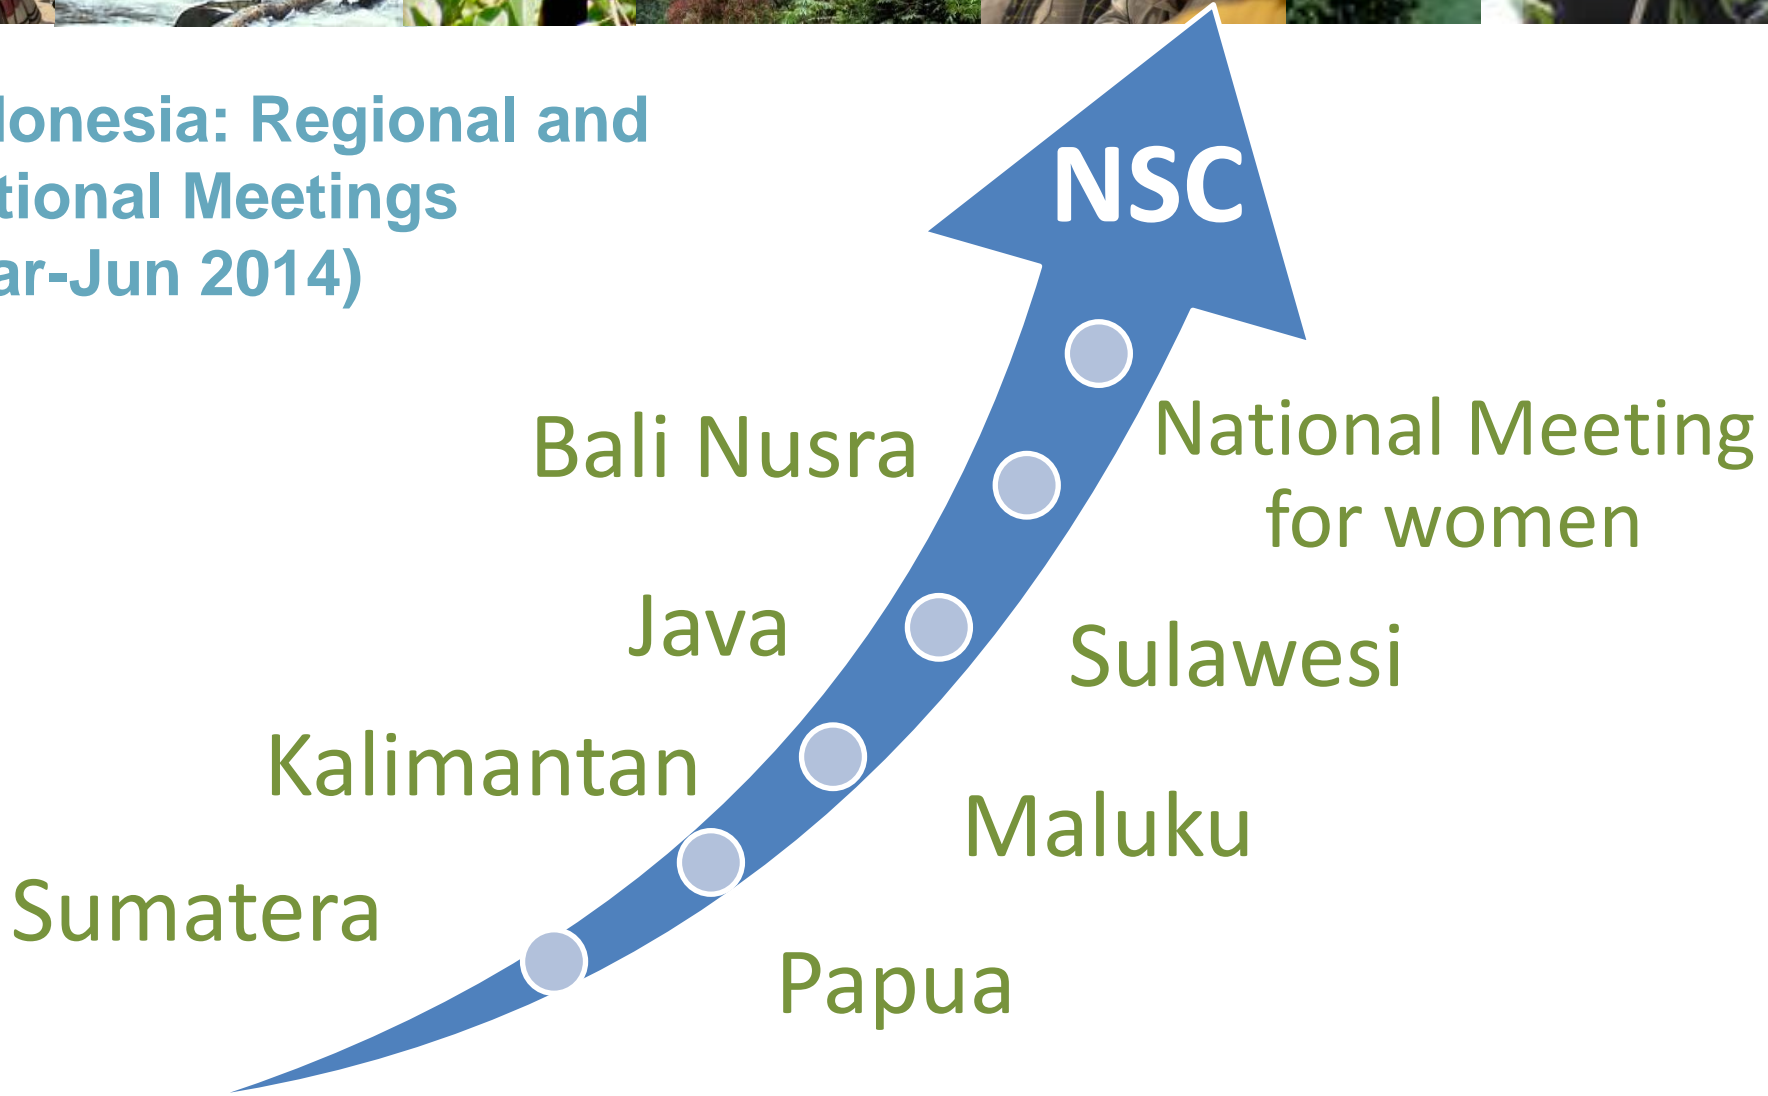 donesia: Regional and
tional Meetings
ar-Jun 2014)
NSC
Bali Nusra
National Meeting
for women
Java
Sulawesi
Kalimantan
Maluku
Sumatera
Papua